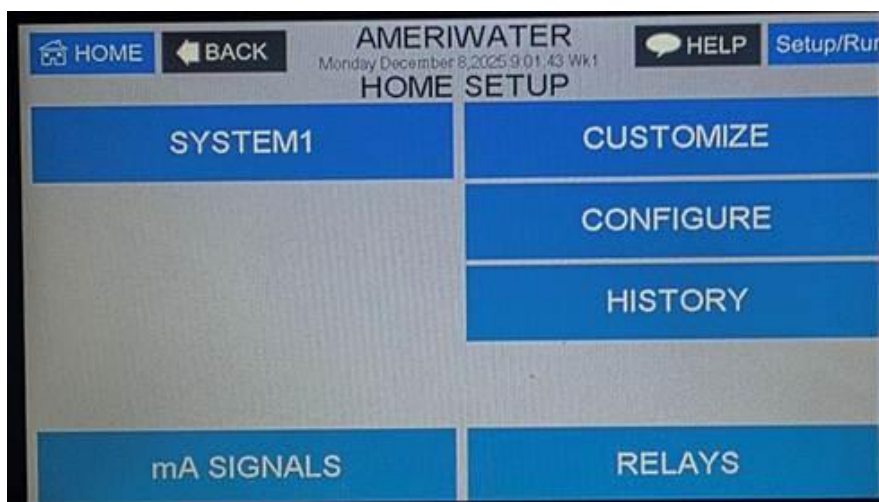 HOME BACK AMERIWATER HELP Setup/Run
Monday December 8,2025 9:01:43 Wk1
HOME SETUP
SYSTEM1 CUSTOMIZE
CONFIGURE
HISTORY
mA SIGNALS RELAYS